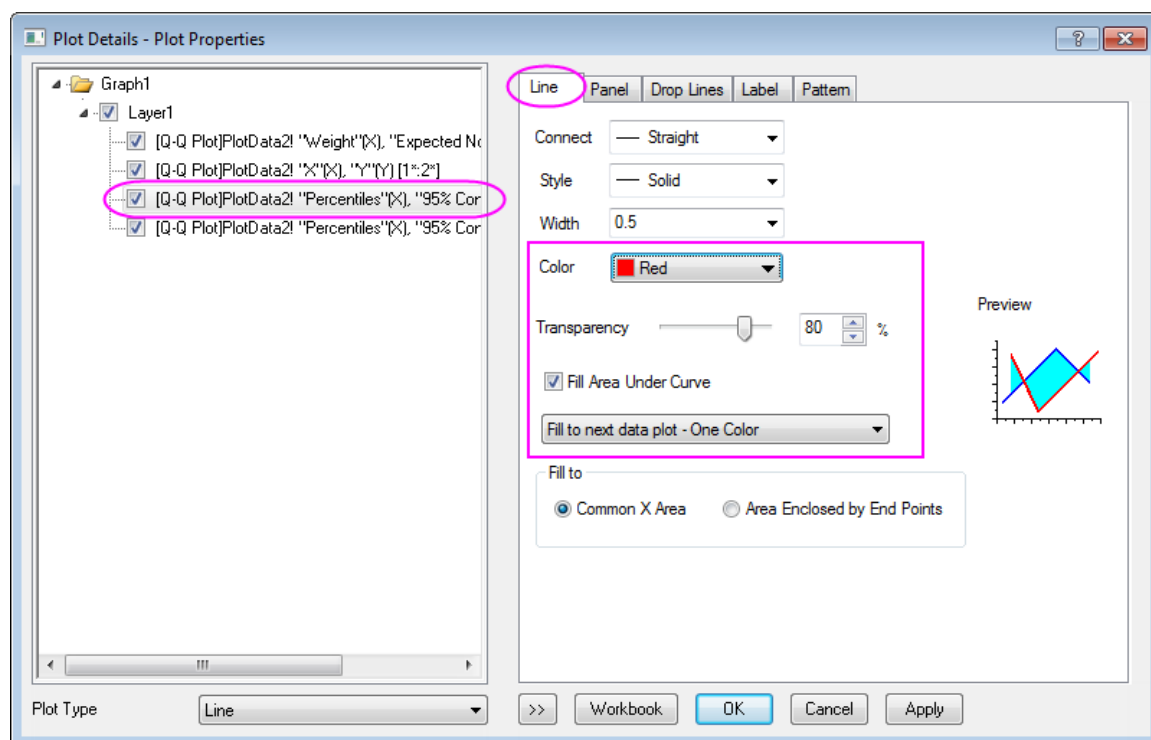 Plot Details - Plot Properties
Graph1
Layer1
[Q-Q Plot]PlotData2! "Weight"(X), "Expected No
[Q-Q Plot]PlotData2! "X"(X), "Y"(Y) [1*:2*]
[Q-Q Plot]PlotData2! "Percentiles"(X), "95% Cor
[Q-Q Plot]PlotData2! "Percentiles"(X), "95% Cor
Plot Type Line
Line Panel Drop Lines Label Pattern
Connect Straight
Style Solid
Width 0.5
Color Red
Transparency 80 %
Fill Area Under Curve
Fill to next data plot - One Color
Fill to
Common X Area Area Enclosed by End Points
Preview
>> Workbook OK Cancel Apply